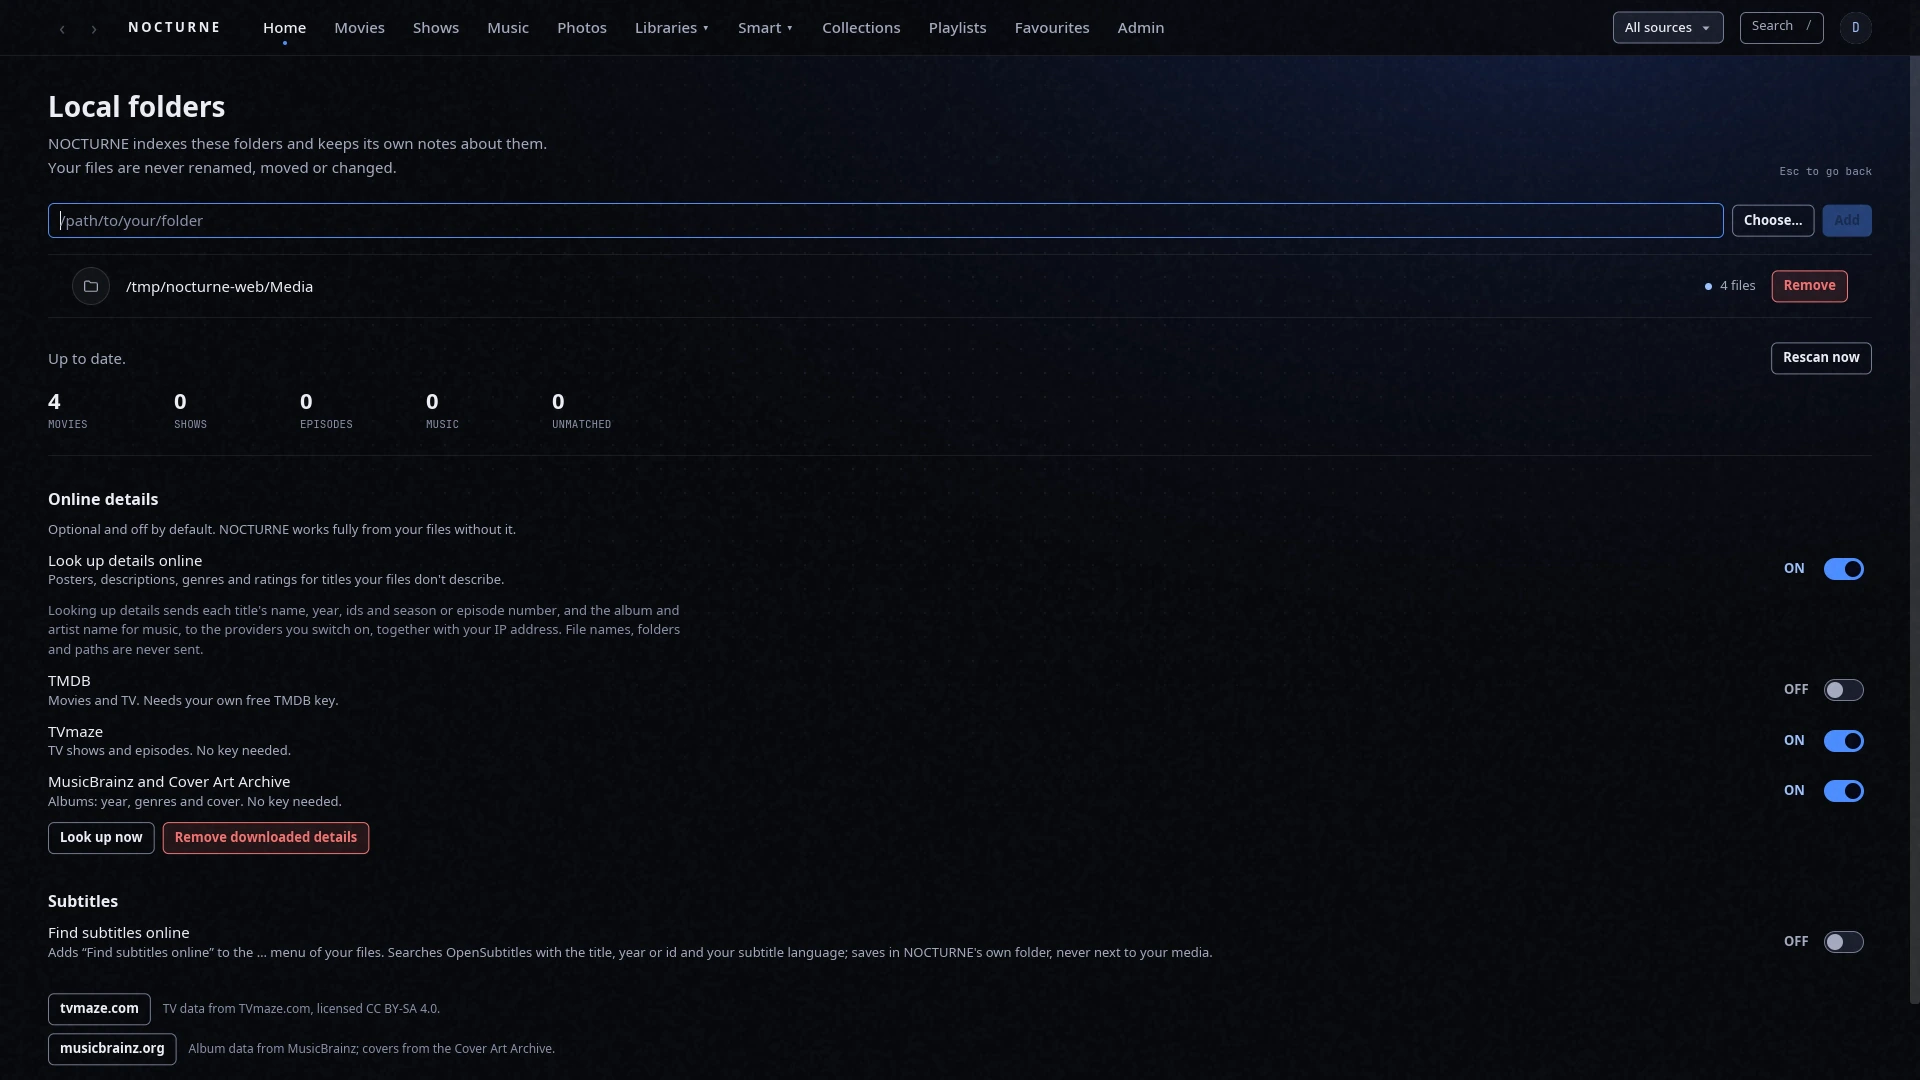 ‹ › NOCTURNE Home Movies Shows Music Photos Libraries ▾ Smart ▾ Collections Playlists Favourites Admin All sources ▾ Search / D
Local folders
NOCTURNE indexes these folders and keeps its own notes about them.
Your files are never renamed, moved or changed.
Esc to go back
/path/to/your/folder Choose... Add
/tmp/nocturne-web/Media 4 files Remove
Up to date. Rescan now
4 0 0 0 0
MOVIES SHOWS EPISODES MUSIC UNMATCHED
Online details
Optional and off by default. NOCTURNE works fully from your files without it.
Look up details online
Posters, descriptions, genres and ratings for titles your files don't describe.
ON
Looking up details sends each title's name, year, ids and season or episode number, and the album and
artist name for music, to the providers you switch on, together with your IP address. File names, folders
and paths are never sent.
TMDB
Movies and TV. Needs your own free TMDB key.
OFF
TVmaze
TV shows and episodes. No key needed.
ON
MusicBrainz and Cover Art Archive
Albums: year, genres and cover. No key needed.
ON
Look up now Remove downloaded details
Subtitles
Find subtitles online
Adds “Find subtitles online” to the ... menu of your files. Searches OpenSubtitles with the title, year or id and your subtitle language; saves in NOCTURNE's own folder, never next to your media.
OFF
tvmaze.com TV data from TVmaze.com, licensed CC BY-SA 4.0.
musicbrainz.org Album data from MusicBrainz; covers from the Cover Art Archive.